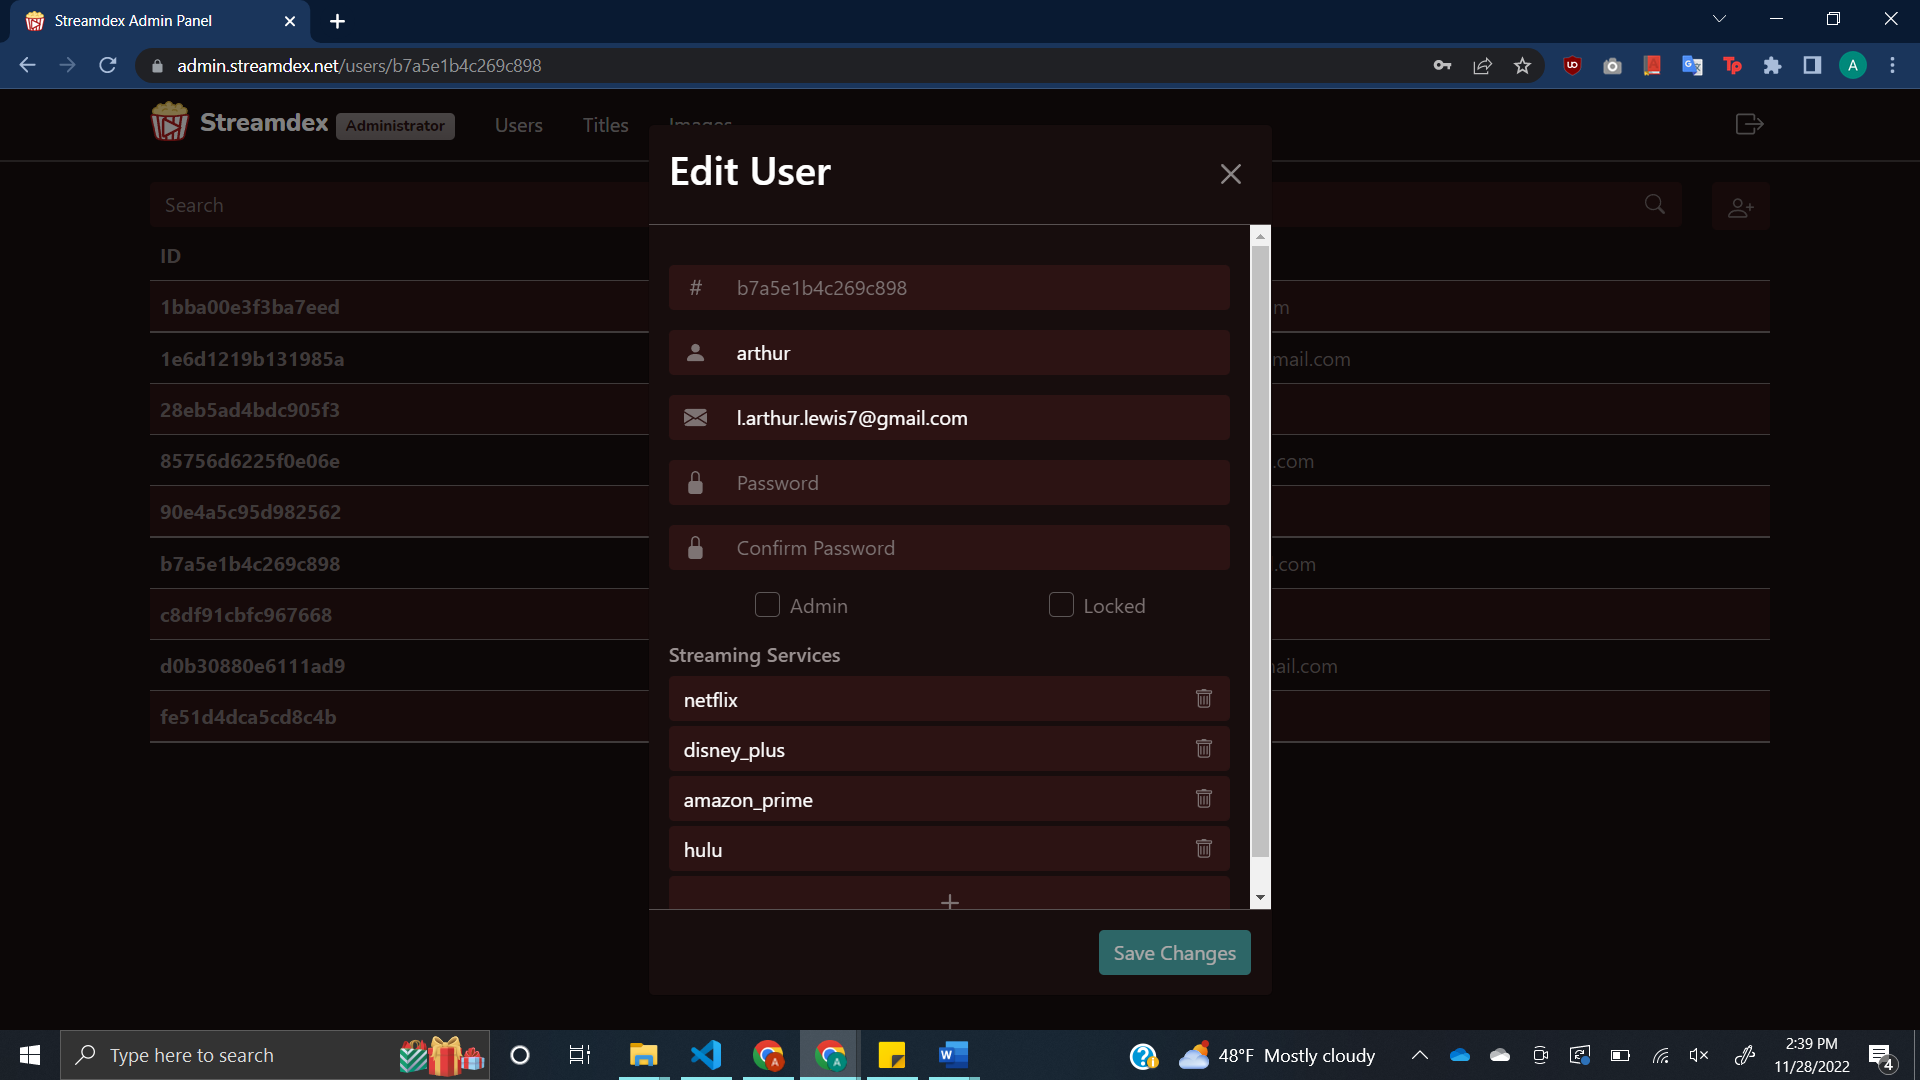 Streamdex Admin Panel
admin.streamdex.net/users/b7a5e1b4c269c898
A
Streamdex Administrator Users Titles Images
Edit User
Search
ID
# b7a5e1b4c269c898
1bba00e3f3ba7eed m
arthur
1e6d1219b131985a mail.com
28eb5ad4bdc905f3
l.arthur.lewis7@gmail.com
85756d6225f0e06e .com
Password
90e4a5c95d982562
Confirm Password
b7a5e1b4c269c898 .com
Admin Locked
c8df91cbfc967668
Streaming Services
d0b30880e6111ad9 ail.com
netflix
fe51d4dca5cd8c4b
disney_plus
amazon_prime
hulu
+
Save Changes
Type here to search
48°F Mostly cloudy
2:39 PM
11/28/2022
4